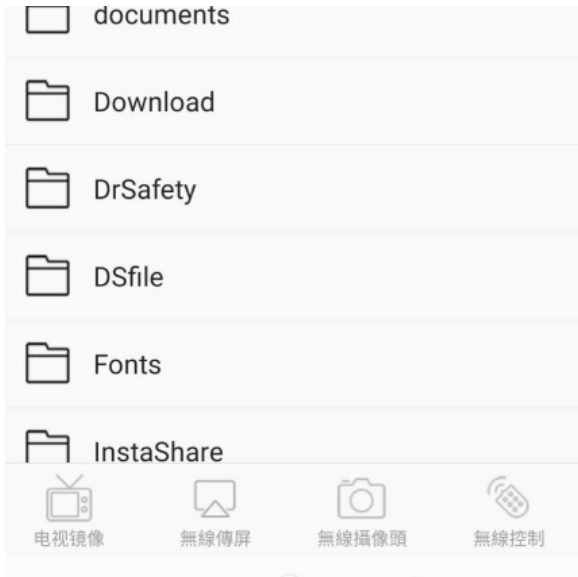 documents
Download
DrSafety
DSfile
Fonts
InstaShare
电视镜像 無線傳屏 無線攝像頭 無線控制